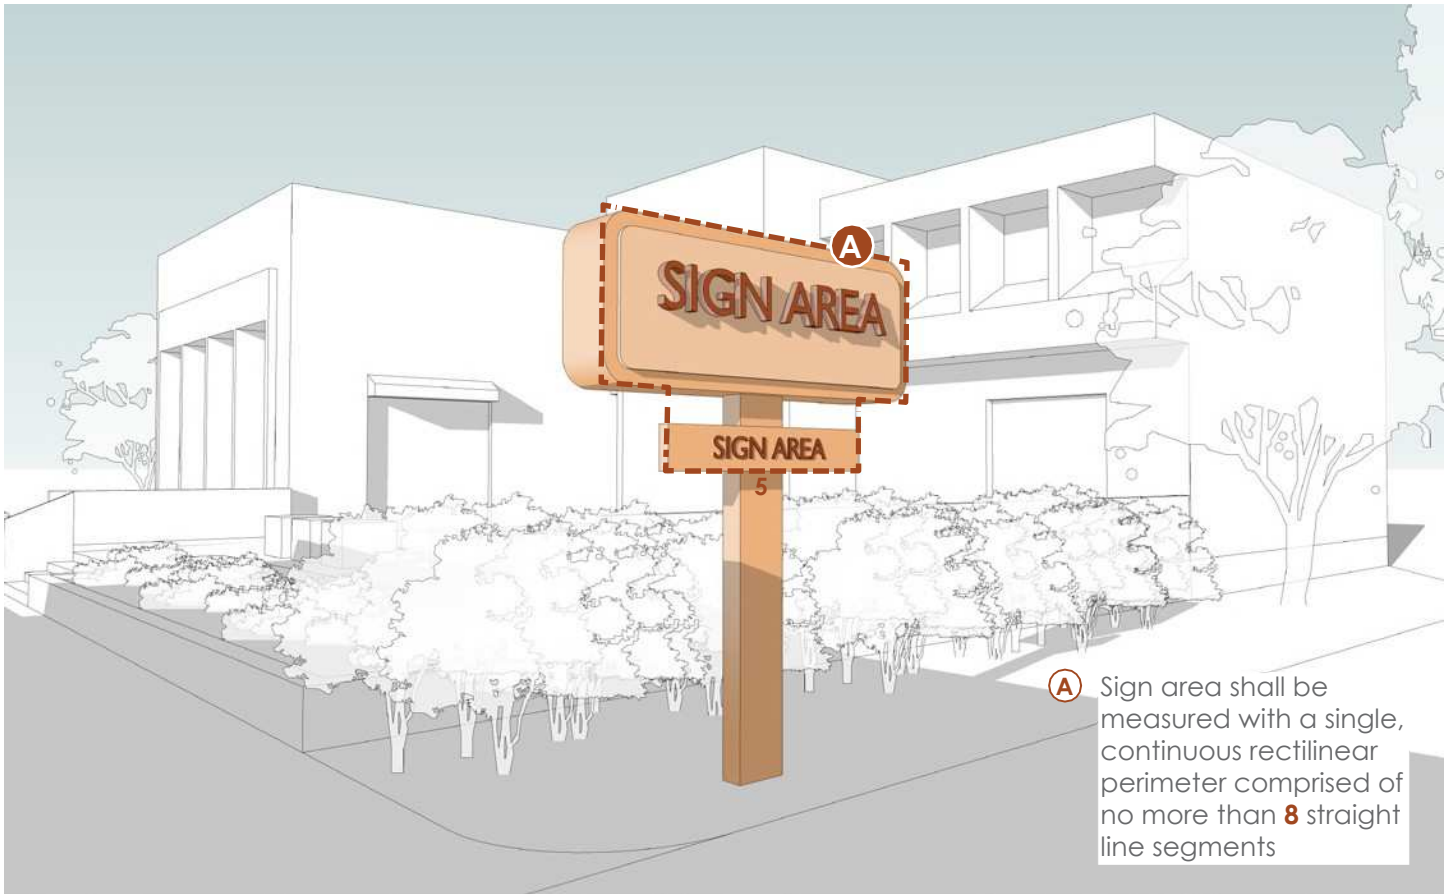 A
SIGN AREA
SIGN AREA
5
A Sign area shall be
measured with a single,
continuous rectilinear
perimeter comprised of
no more than 8 straight
line segments